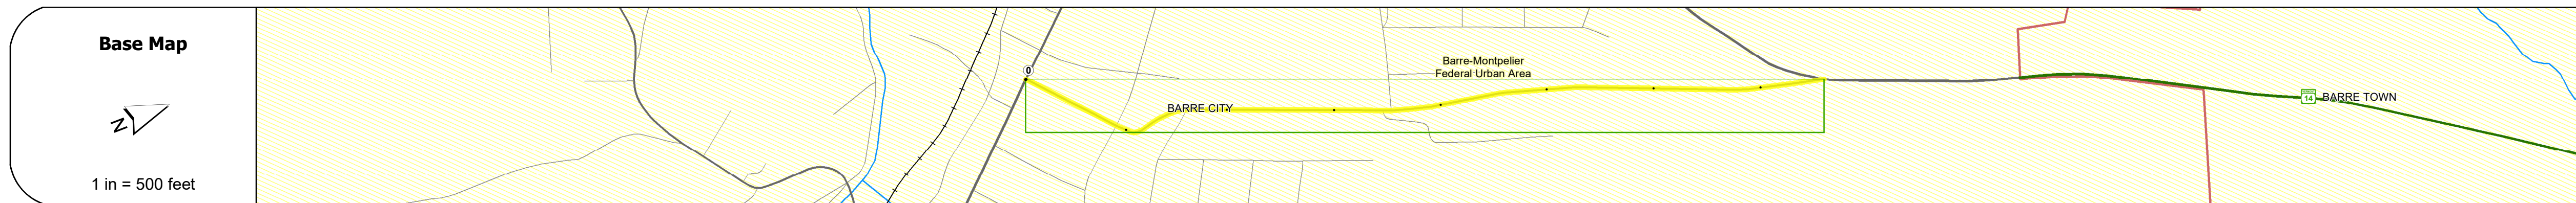 Base Map
N
1 in = 500 feet
0
Barre-Montpelier
Federal Urban Area
BARRE CITY
14
BARRE TOWN